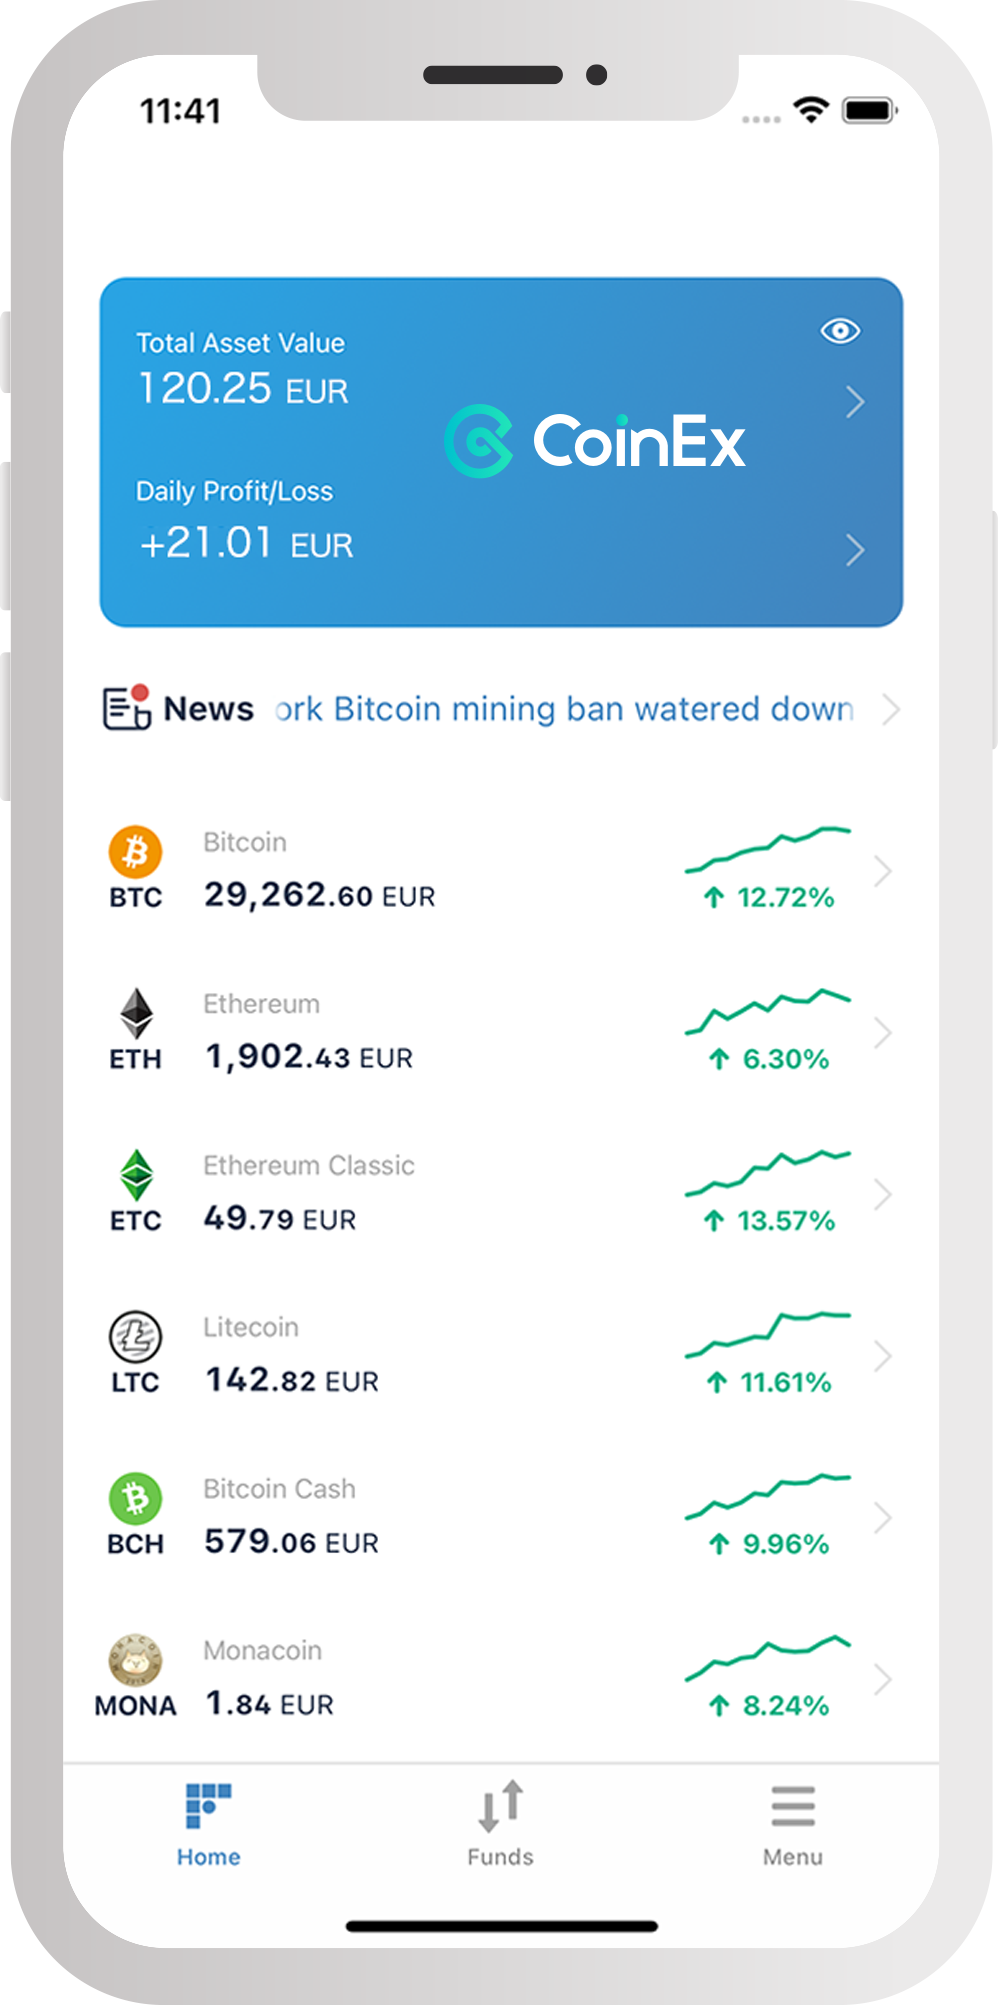 11:41
Total Asset Value
120.25 EUR
CoinEx
Daily Profit/Loss
+21.01 EUR
News ork Bitcoin mining ban watered down
Bitcoin
BTC 29,262.60 EUR 12.72%
Ethereum
ETH 1,902.43 EUR 6.30%
Ethereum Classic
ETC 49.79 EUR 13.57%
Litecoin
LTC 142.82 EUR 11.61%
Bitcoin Cash
BCH 579.06 EUR 9.96%
MONACOIN
Monacoin
MONA 1.84 EUR 8.24%
Home Funds Menu